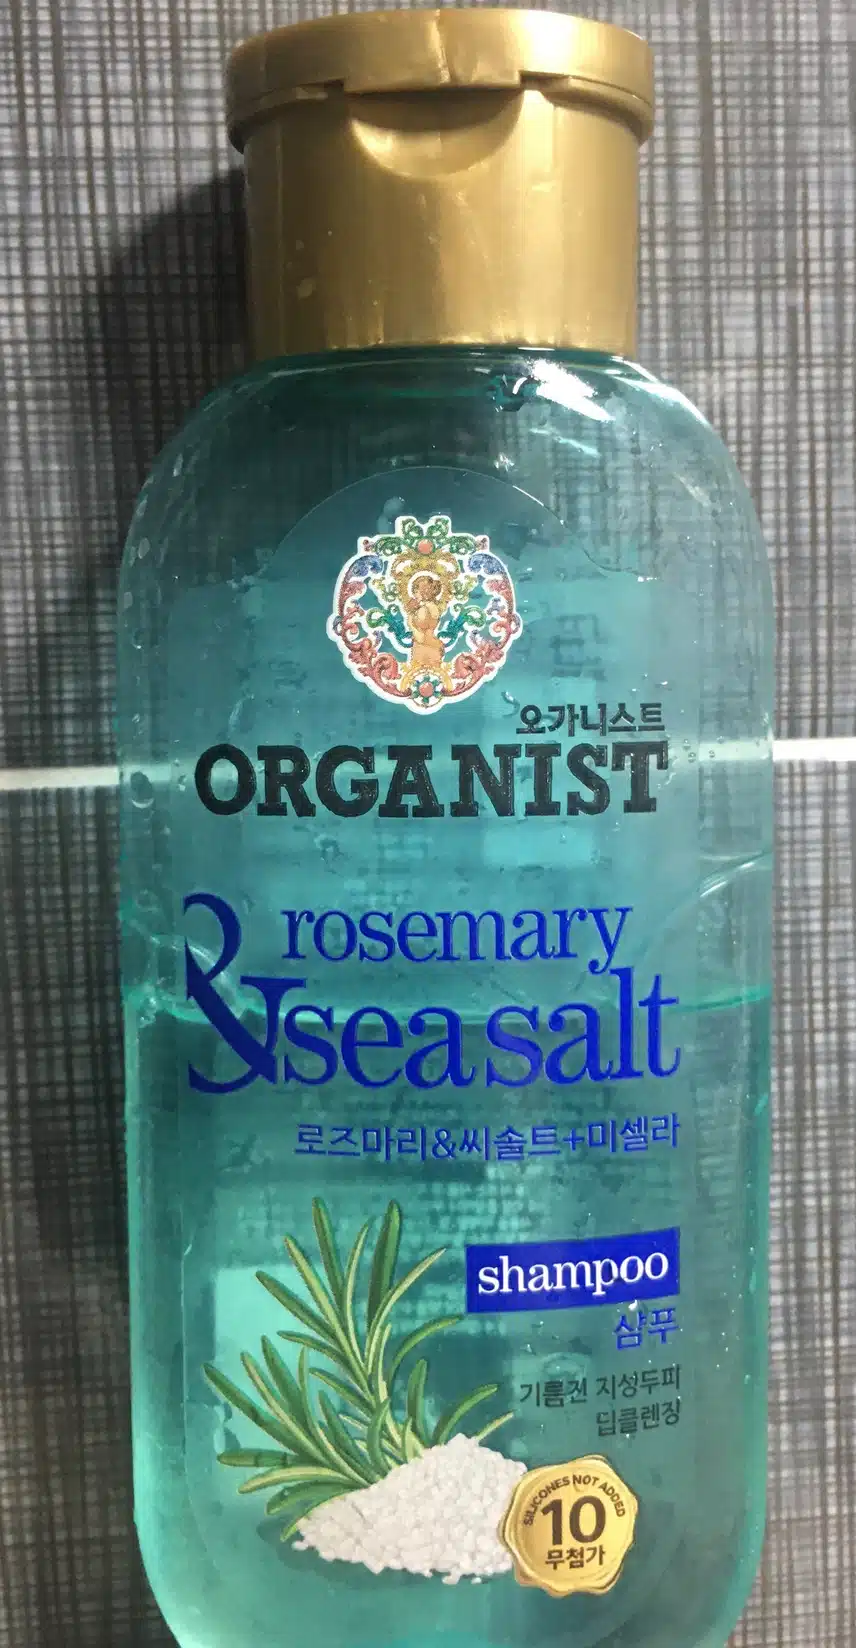 오가니스트
ORGANIST
rosemary
& sea salt
로즈마리&씨솔트+미셀라
shampoo
샴푸
기름진 지성두피
딥클렌징
SILICONES NOT ADDED
10
무첨가